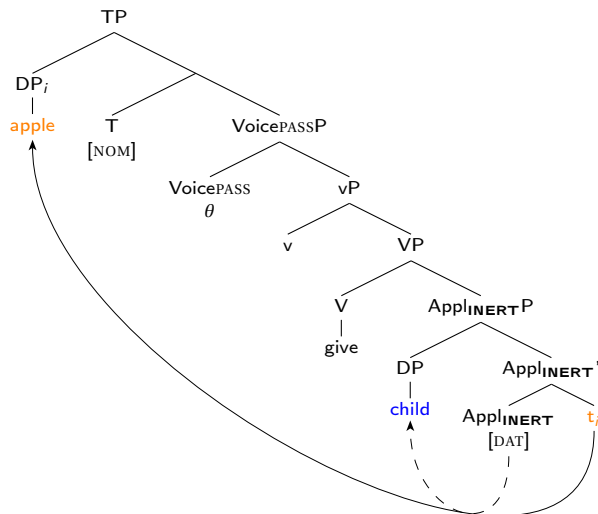 TP
DPᵢ
apple
T
[NOM]
VoicePASSP
VoicePASS
θ
vP
v
VP
V
give
ApplINERTP
DP
child
ApplINERT'
ApplINERT
[DAT]
tᵢ